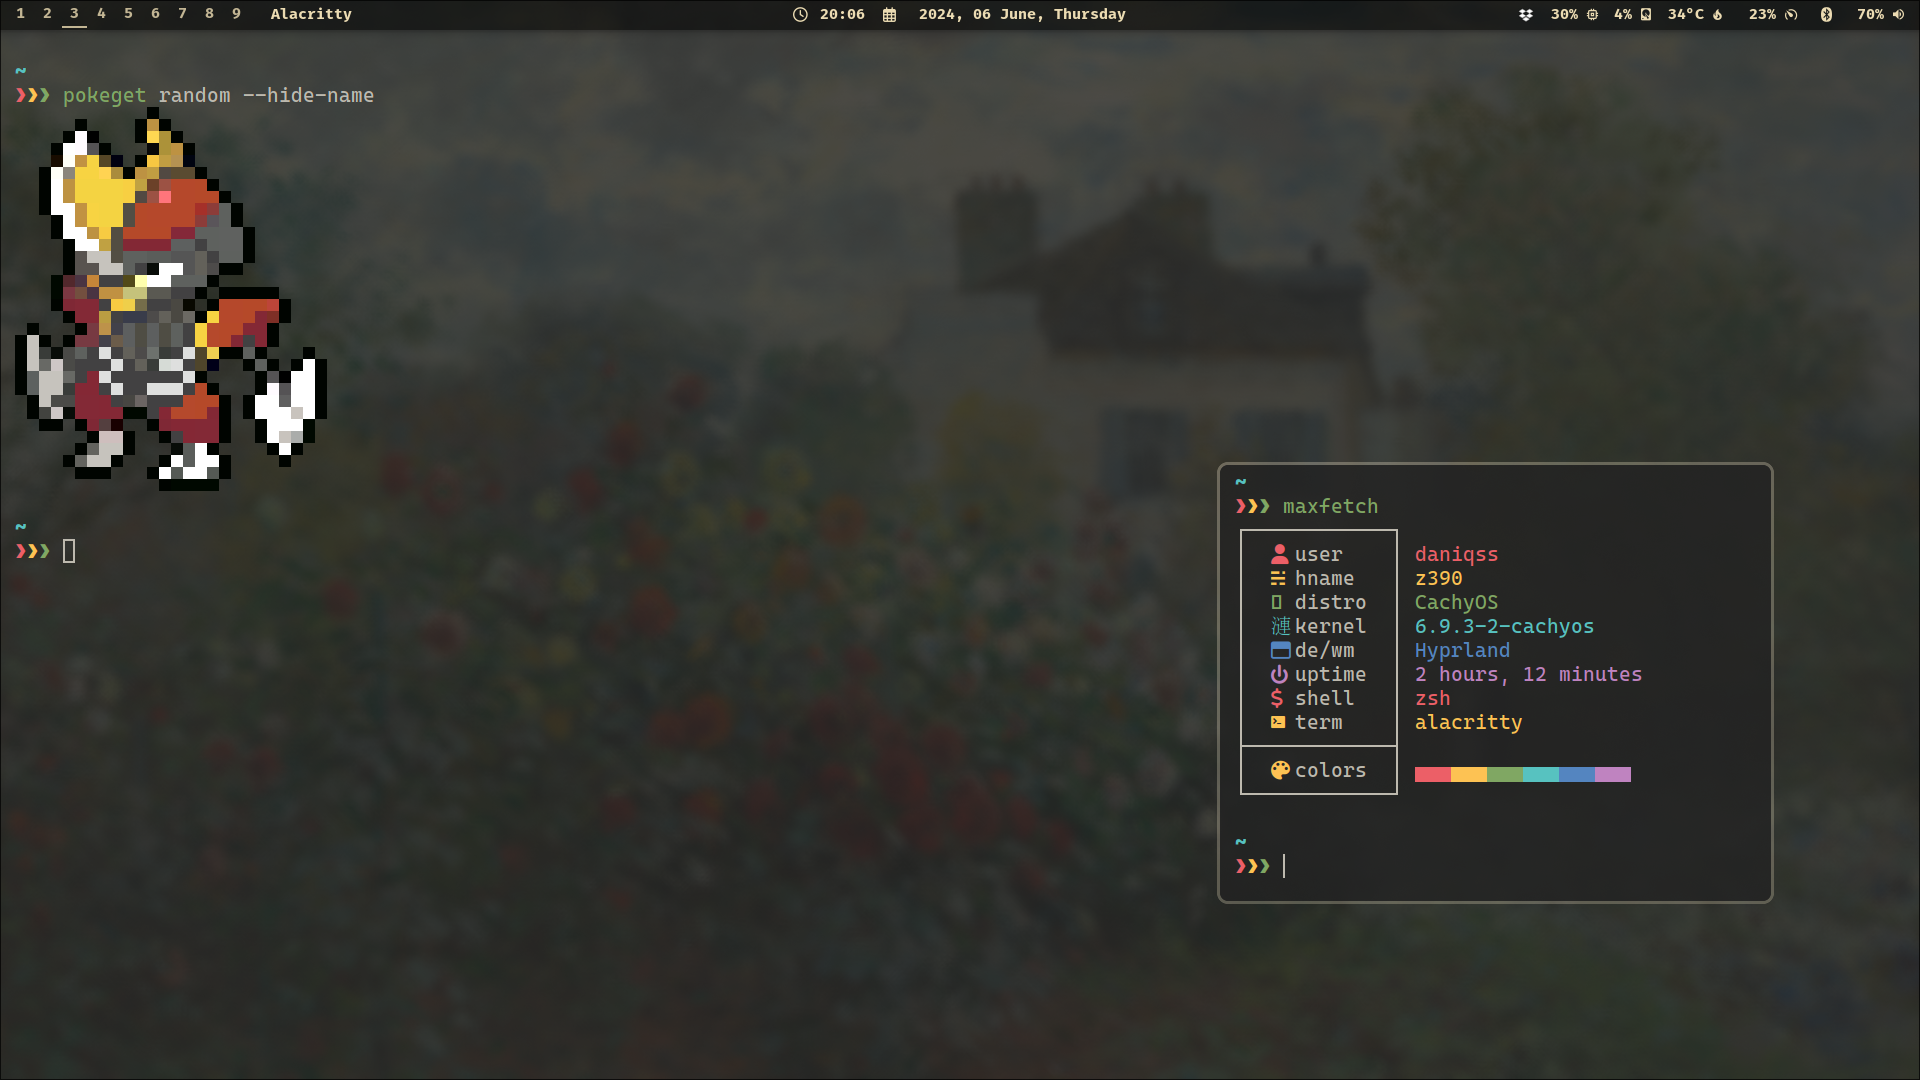 1 2 3 4 5 6 7 8 9 Alacritty 20:06 2024, 06 June, Thursday 30% 4% 34°C 23% 70%
~
❯❯❯ pokeget random --hide-name
~
❯❯❯
~
❯❯❯ maxfetch
user daniqss
hname z390
distro CachyOS
漣 kernel 6.9.3-2-cachyos
de/wm Hyprland
uptime 2 hours, 12 minutes
$ shell zsh
term alacritty
colors
~
❯❯❯